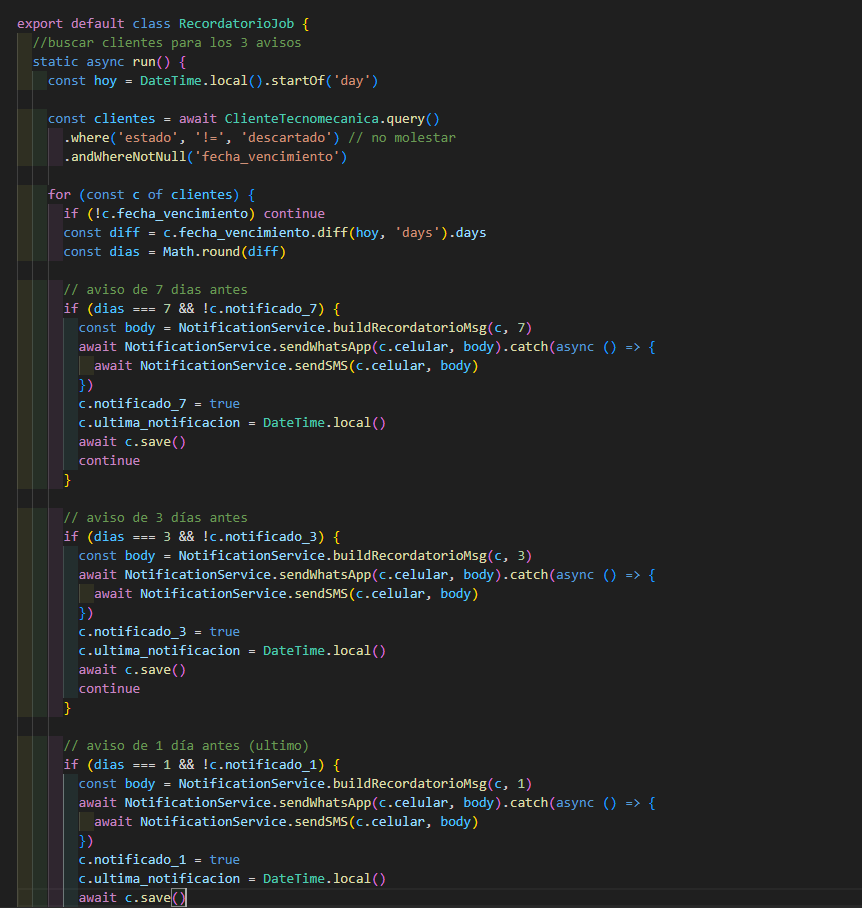 export default class RecordatorioJob {
//buscar clientes para los 3 avisos
static async run() {
const hoy = DateTime.local().startOf('day')
const clientes = await ClienteTecnomecanica.query()
.where('estado', '!=', 'descartado') // no molestar
.andWhereNotNull('fecha_vencimiento')
for (const c of clientes) {
if (!c.fecha_vencimiento) continue
const diff = c.fecha_vencimiento.diff(hoy, 'days').days
const dias = Math.round(diff)
// aviso de 7 dias antes
if (dias === 7 && !c.notificado_7) {
const body = NotificationService.buildRecordatorioMsg(c, 7)
await NotificationService.sendWhatsApp(c.celular, body).catch(async () => {
await NotificationService.sendSMS(c.celular, body)
})
c.notificado_7 = true
c.ultima_notificacion = DateTime.local()
await c.save()
continue
}
// aviso de 3 días antes
if (dias === 3 && !c.notificado_3) {
const body = NotificationService.buildRecordatorioMsg(c, 3)
await NotificationService.sendWhatsApp(c.celular, body).catch(async () => {
await NotificationService.sendSMS(c.celular, body)
})
c.notificado_3 = true
c.ultima_notificacion = DateTime.local()
await c.save()
continue
}
// aviso de 1 día antes (ultimo)
if (dias === 1 && !c.notificado_1) {
const body = NotificationService.buildRecordatorioMsg(c, 1)
await NotificationService.sendWhatsApp(c.celular, body).catch(async () => {
await NotificationService.sendSMS(c.celular, body)
})
c.notificado_1 = true
c.ultima_notificacion = DateTime.local()
await c.save()